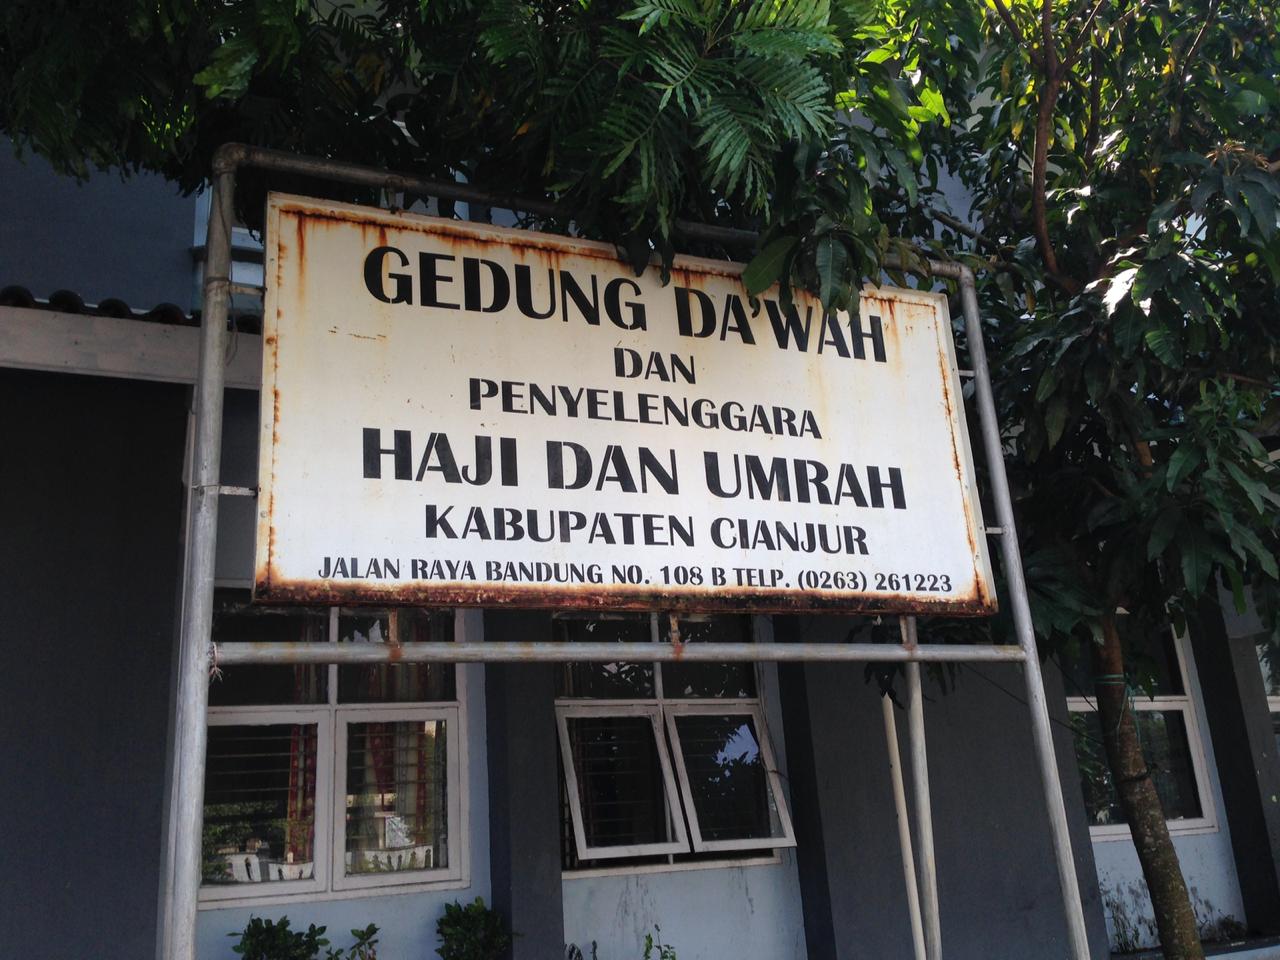 GEDUNG DA'WAH
DAN
PENYELENGGARA
HAJI DAN UMRAH
KABUPATEN CIANJUR
JALAN RAYA BANDUNG NO. 108 B TELP. (0263) 261223